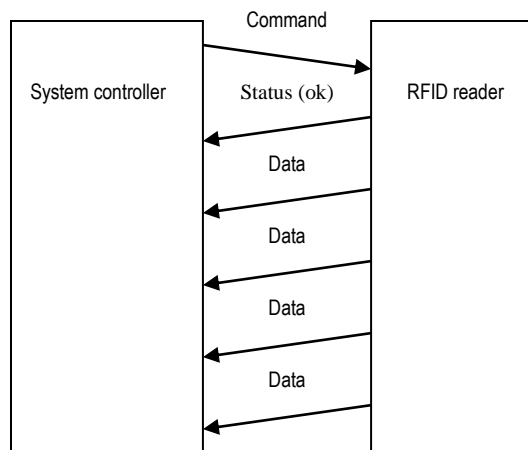 Command
System controller
Status (ok)
RFID reader
Data
Data
Data
Data